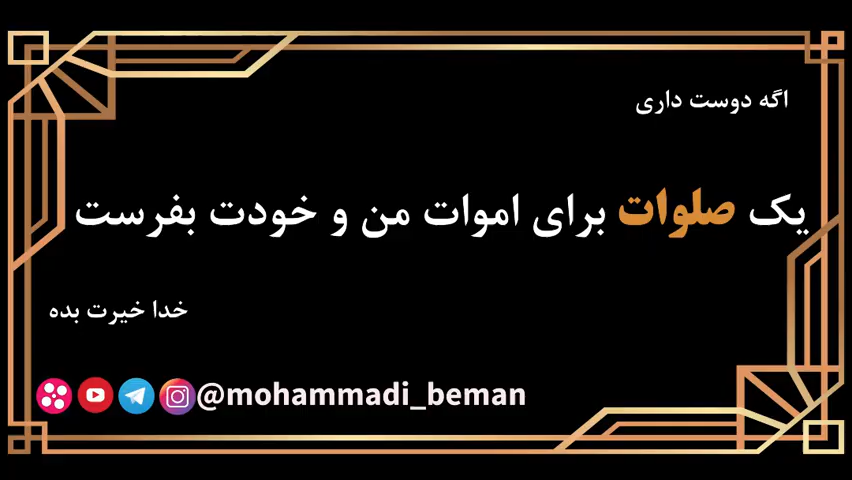 اگه دوست داری
یک صلوات برای اموات من و خودت بفرست
خدا خیرت بده
@mohammadi_beman